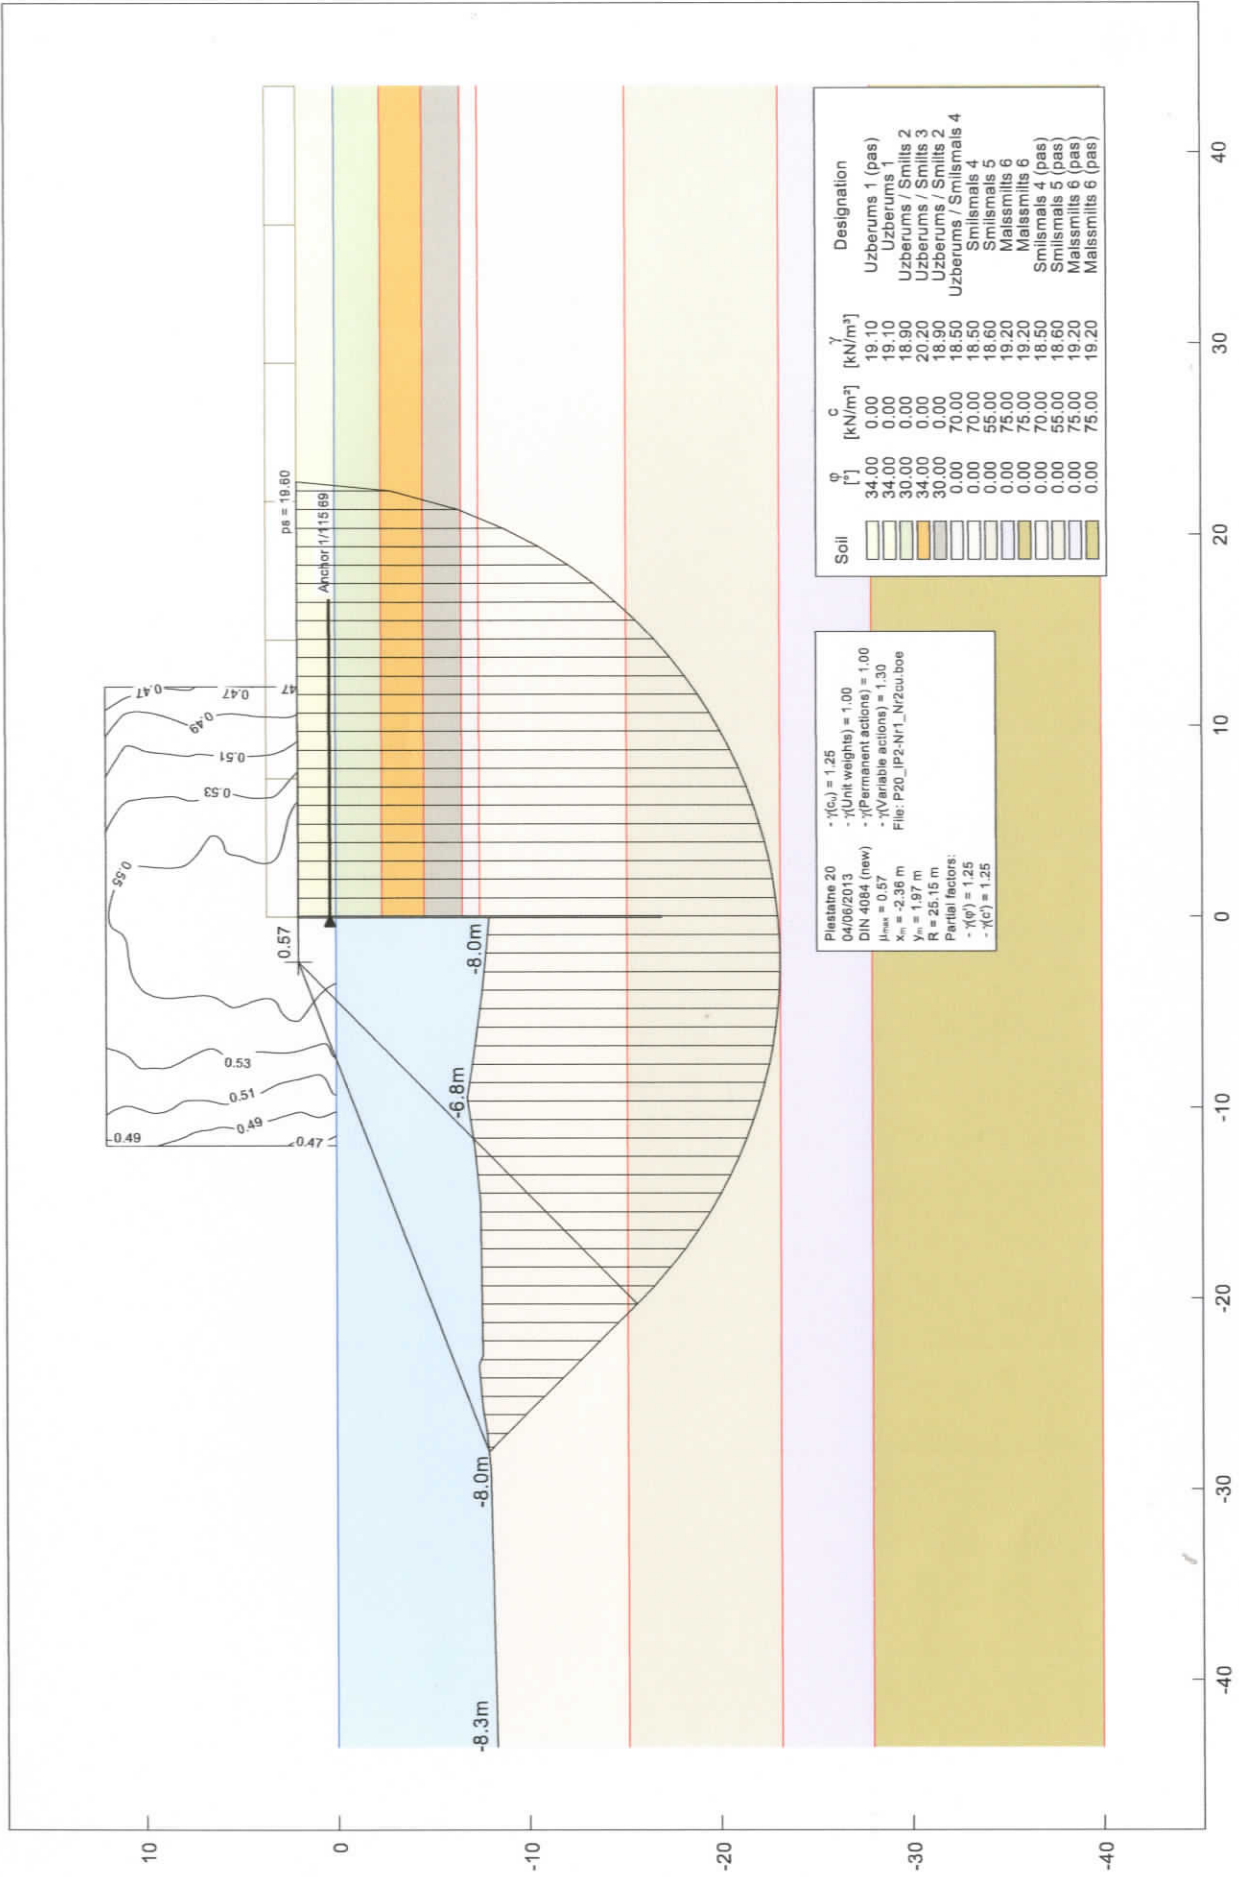 0.47
0.47
47
0.49
0.51
0.53
0.55
0.53
0.51
0.49
0.49
0.47
0.57
ps = 19.60
Anchor 1/115.69
-8.0m
-6.8m
-8.0m
-8.3m
Piestatne 20
04/06/2013
DIN 4084 (new)
μmax = 0.57
xm = -2.36 m
ym = 1.97 m
R = 25.15 m
Partial factors:
- γ(φ') = 1.25
- γ(c') = 1.25
- γ(cu) = 1.25
- γ(Unit weights) = 1.00
- γ(Permanent actions) = 1.00
- γ(Variable actions) = 1.30
File: P20_IP2-Nr1_Nr2cu.boe
Soil φ [°] c [kN/m²] γ [kN/m³] Designation
34.00 0.00 19.10 Uzberums 1 (pas)
34.00 0.00 19.10 Uzberums 1
30.00 0.00 18.90 Uzberums / Smilts 2
34.00 0.00 20.20 Uzberums / Smilts 3
30.00 0.00 18.90 Uzberums / Smilts 2
0.00 70.00 18.50 Uzberums / Smilsmals 4
0.00 70.00 18.50 Smilsmals 4
0.00 55.00 18.60 Smilsmals 5
0.00 75.00 19.20 Malssmilts 6
0.00 75.00 19.20 Malssmilts 6
0.00 70.00 18.50 Smilsmals 4 (pas)
0.00 55.00 18.60 Smilsmals 5 (pas)
0.00 75.00 19.20 Malssmilts 6 (pas)
0.00 75.00 19.20 Malssmilts 6 (pas)
10
0
-10
-20
-30
-40
-40
-30
-20
-10
0
10
20
30
40